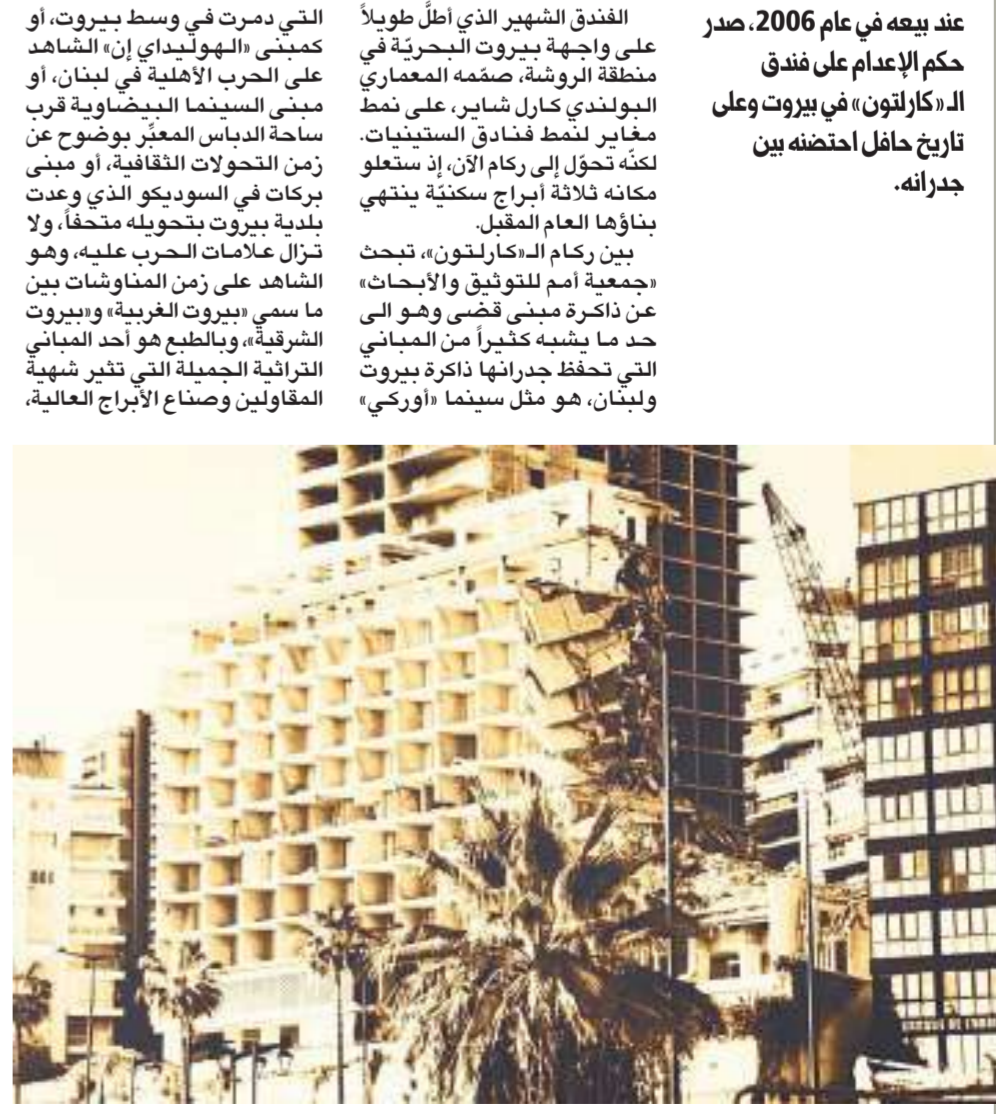 عند بيعه في عام 2006، صدر
حكم الإعدام على فندق
الـ «كارلتون» في بيروت وعلى
تاريخ حافل احتضنه بين
جدرانه.
الفندق الشهير الذي أطلَّ طويلاً
على واجهة بيروت البحريّة في
منطقة الروشة، صمّمه المعماري
البولندي كارل شاير، على نمط
مغاير لنمط فنادق الستينيات.
لكنّه تحوّل إلى ركام الآن، إذ ستعلو
مكانه ثلاثة أبراج سكنيّة ينتهي
بناؤها العام المقبل.
بين ركام الـ«كارلتون»، تبحث
«جمعية أمم للتوثيق والأبحاث»
عن ذاكرة مبنى قضى وهو الى
حد ما يشبه كثيراً من المباني
التي تحفظ جدرانها ذاكرة بيروت
ولبنان، هو مثل سينما «أوركي»
التي دمرت في وسط بيروت، أو
كمبنى «الهوليداي إن» الشاهد
على الحرب الأهلية في لبنان، أو
مبنى السينما البيضاوية قرب
ساحة الدباس المعبِّر بوضوح عن
زمن التحولات الثقافية، أو مبنى
بركات في السوديكو الذي وعدت
بلدية بيروت بتحويله متحفاً، ولا
تزال علامات الحرب عليه، وهو
الشاهد على زمن المناوشات بين
ما سمي «بيروت الغربية» و«بيروت
الشرقية»، وبالطبع هو أحد المباني
التراثية الجميلة التي تثير شهية
المقاولين وصناع الأبراج العالية،